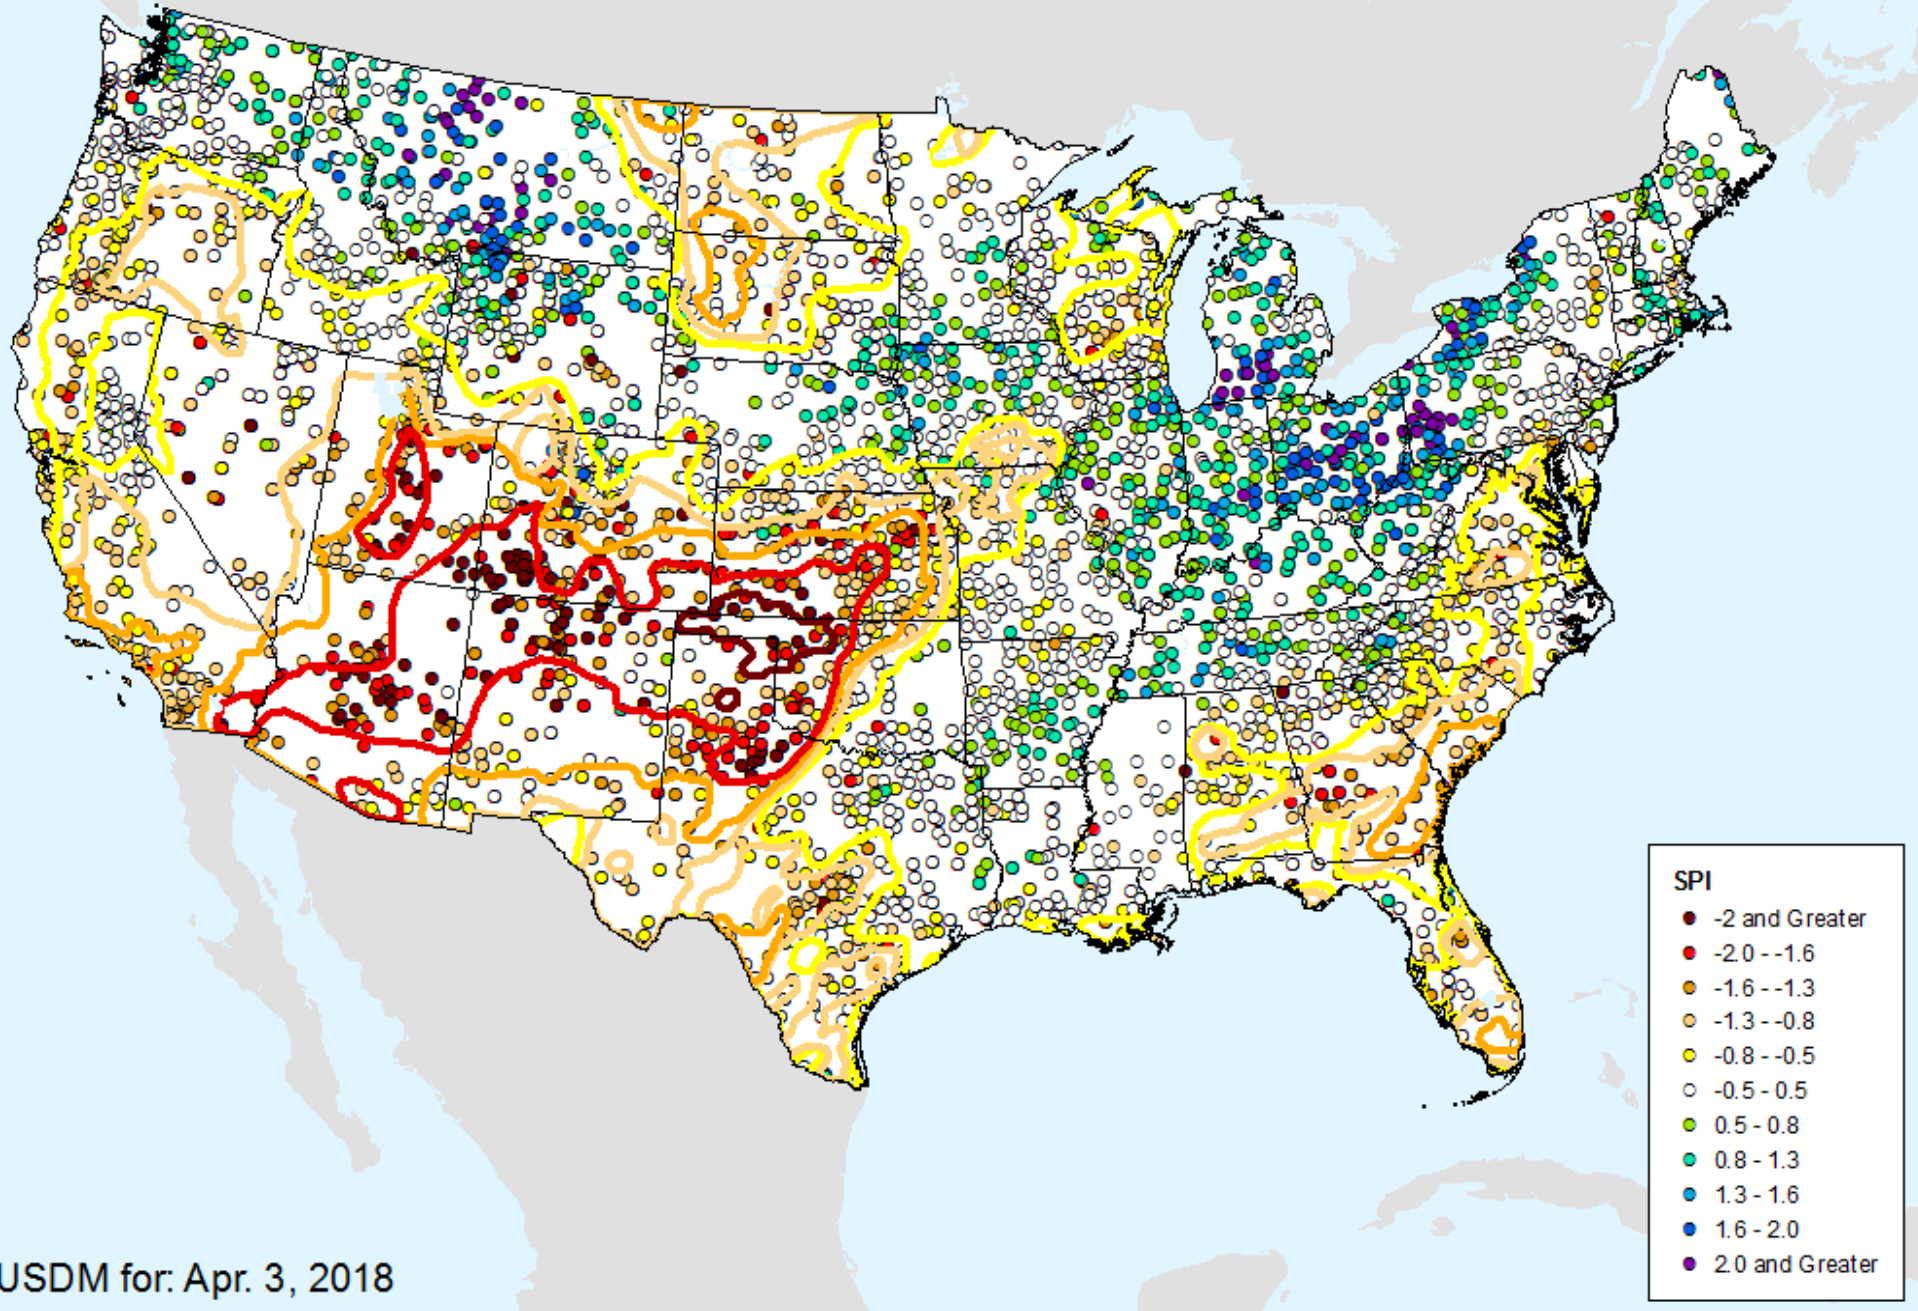 SPI
-2 and Greater
-2.0 - -1.6
-1.6 - -1.3
-1.3 - -0.8
-0.8 - -0.5
-0.5 - 0.5
0.5 - 0.8
0.8 - 1.3
1.3 - 1.6
1.6 - 2.0
2.0 and Greater
USDM for: Apr. 3, 2018